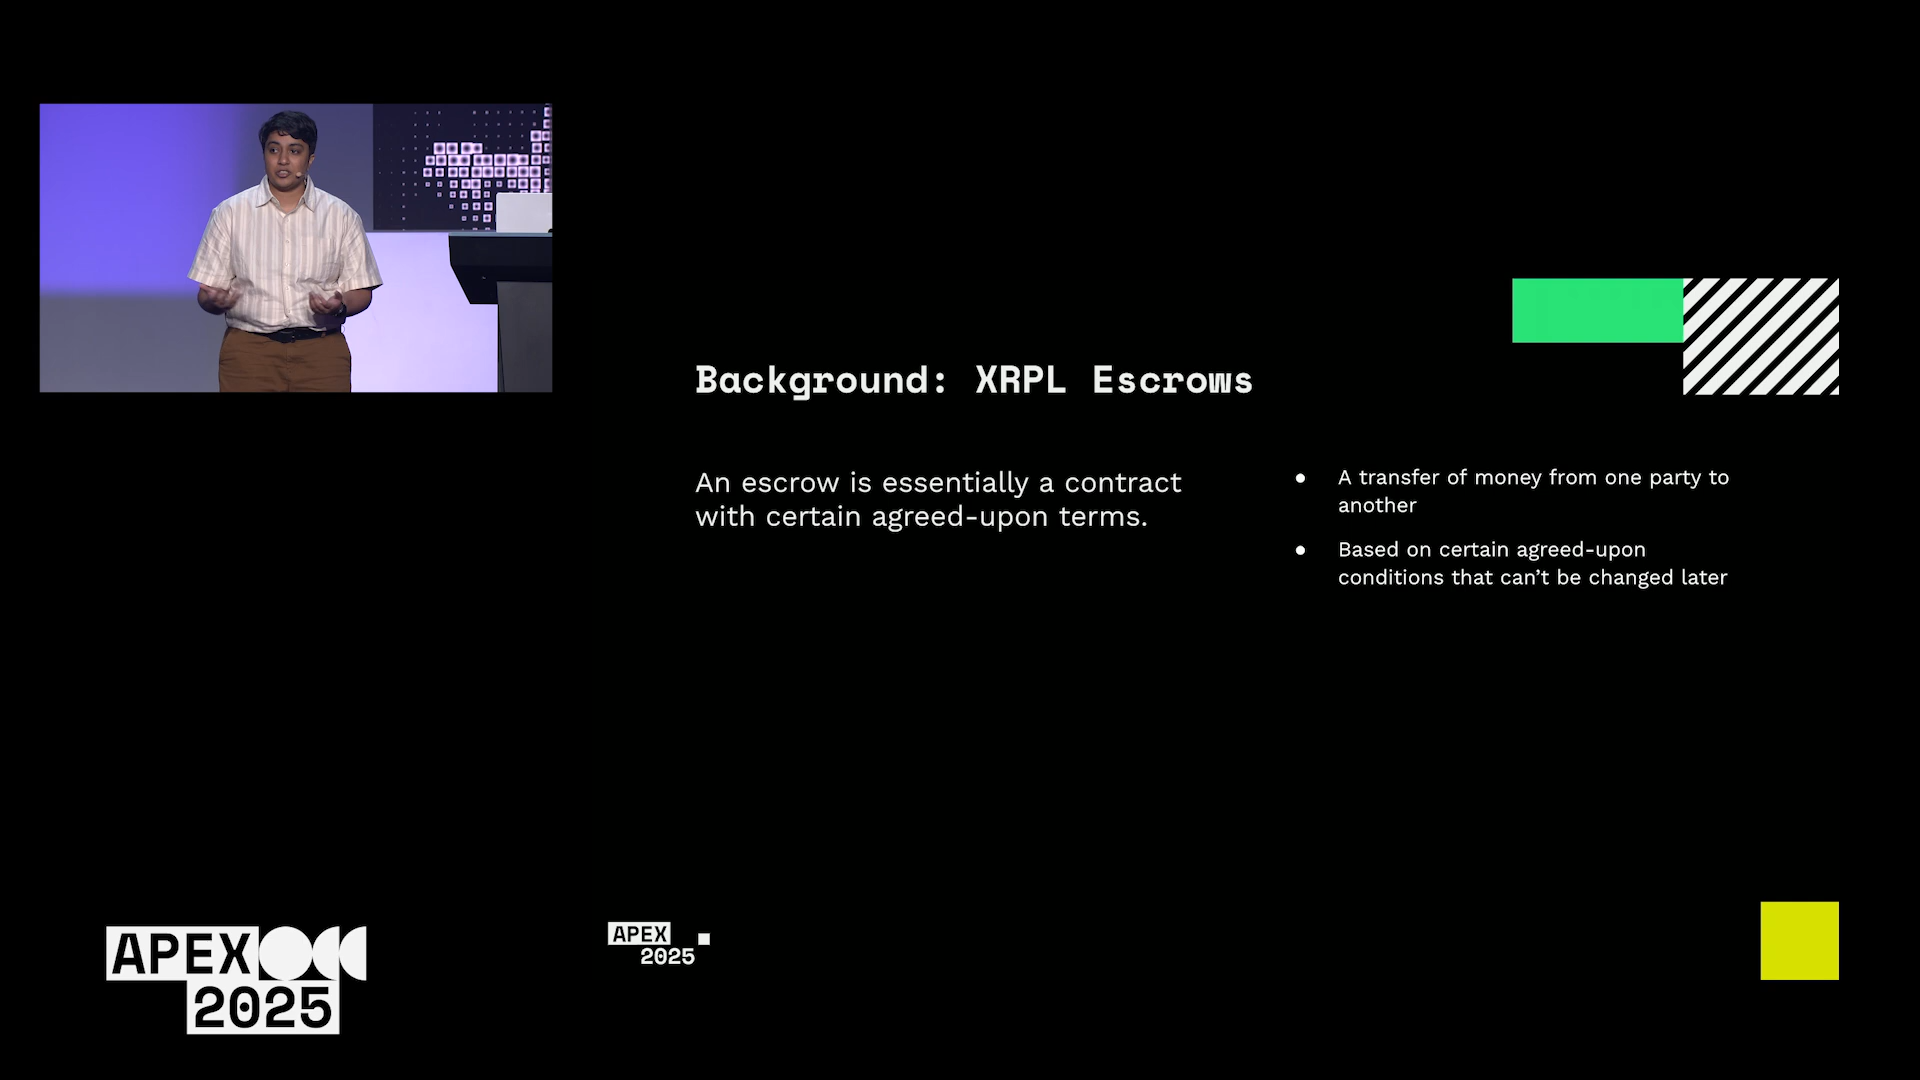 Background: XRPL Escrows
An escrow is essentially a contract
with certain agreed-upon terms.
● A transfer of money from one party to
another
● Based on certain agreed-upon
conditions that can’t be changed later
APEX
2025
APEX
2025